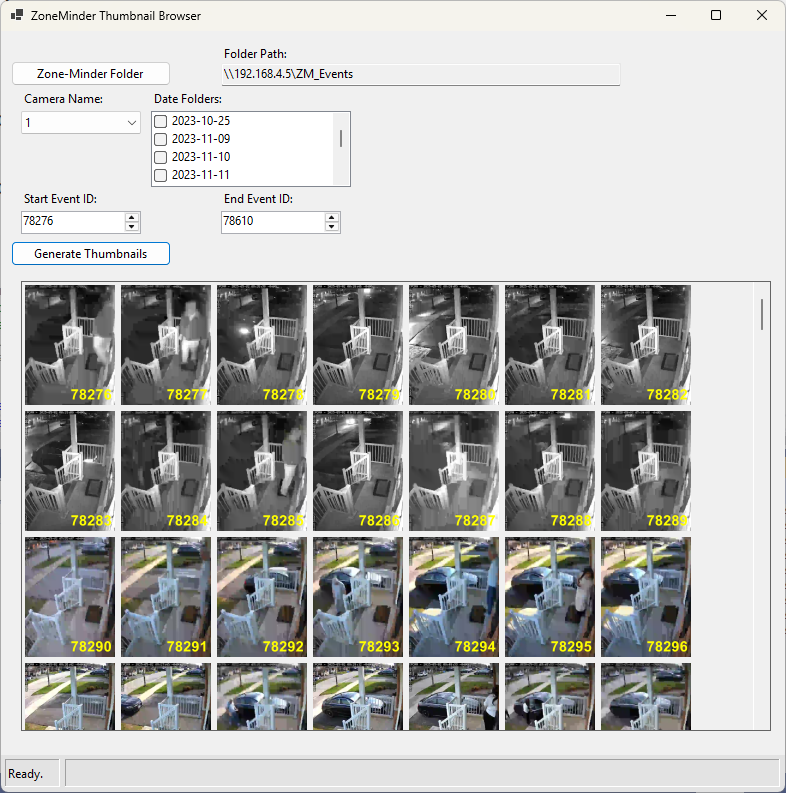 ZoneMinder Thumbnail Browser
Folder Path:
Zone-Minder Folder
\\192.168.4.5\ZM_Events
Camera Name:
Date Folders:
1
2023-10-25
2023-11-09
2023-11-10
2023-11-11
Start Event ID:
End Event ID:
78276
78610
Generate Thumbnails
78276 78277 78278 78279 78280 78281 78282
78283 78284 78285 78286 78287 78288 78289
78290 78291 78292 78293 78294 78295 78296
Ready.